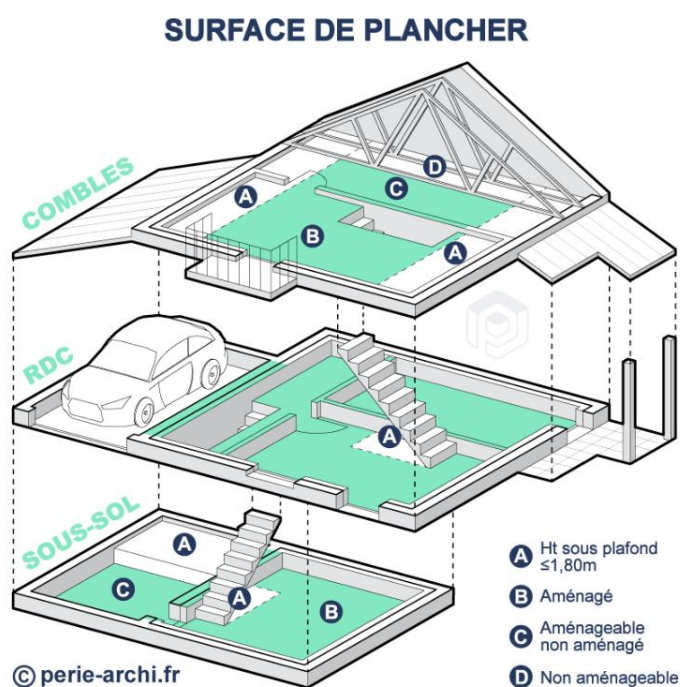 SURFACE DE PLANCHER
COMBLES
A
D
C
B
A
RDC
A
SOUS-SOL
A
C
A
B
A Ht sous plafond
≤1,80m
B Aménagé
C Aménageable
non aménagé
D Non aménageable
© perie-archi.fr